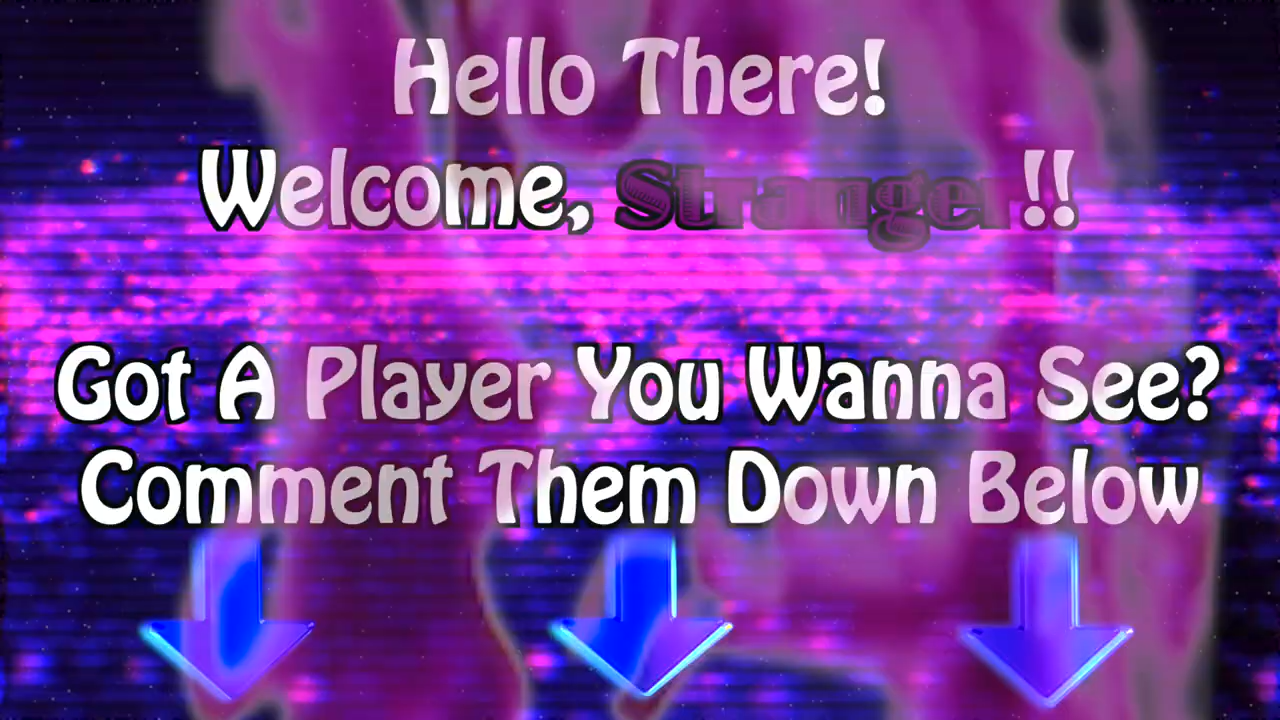 Hello There!
Welcome, Stranger!!
Got A Player You Wanna See?
Comment Them Down Below